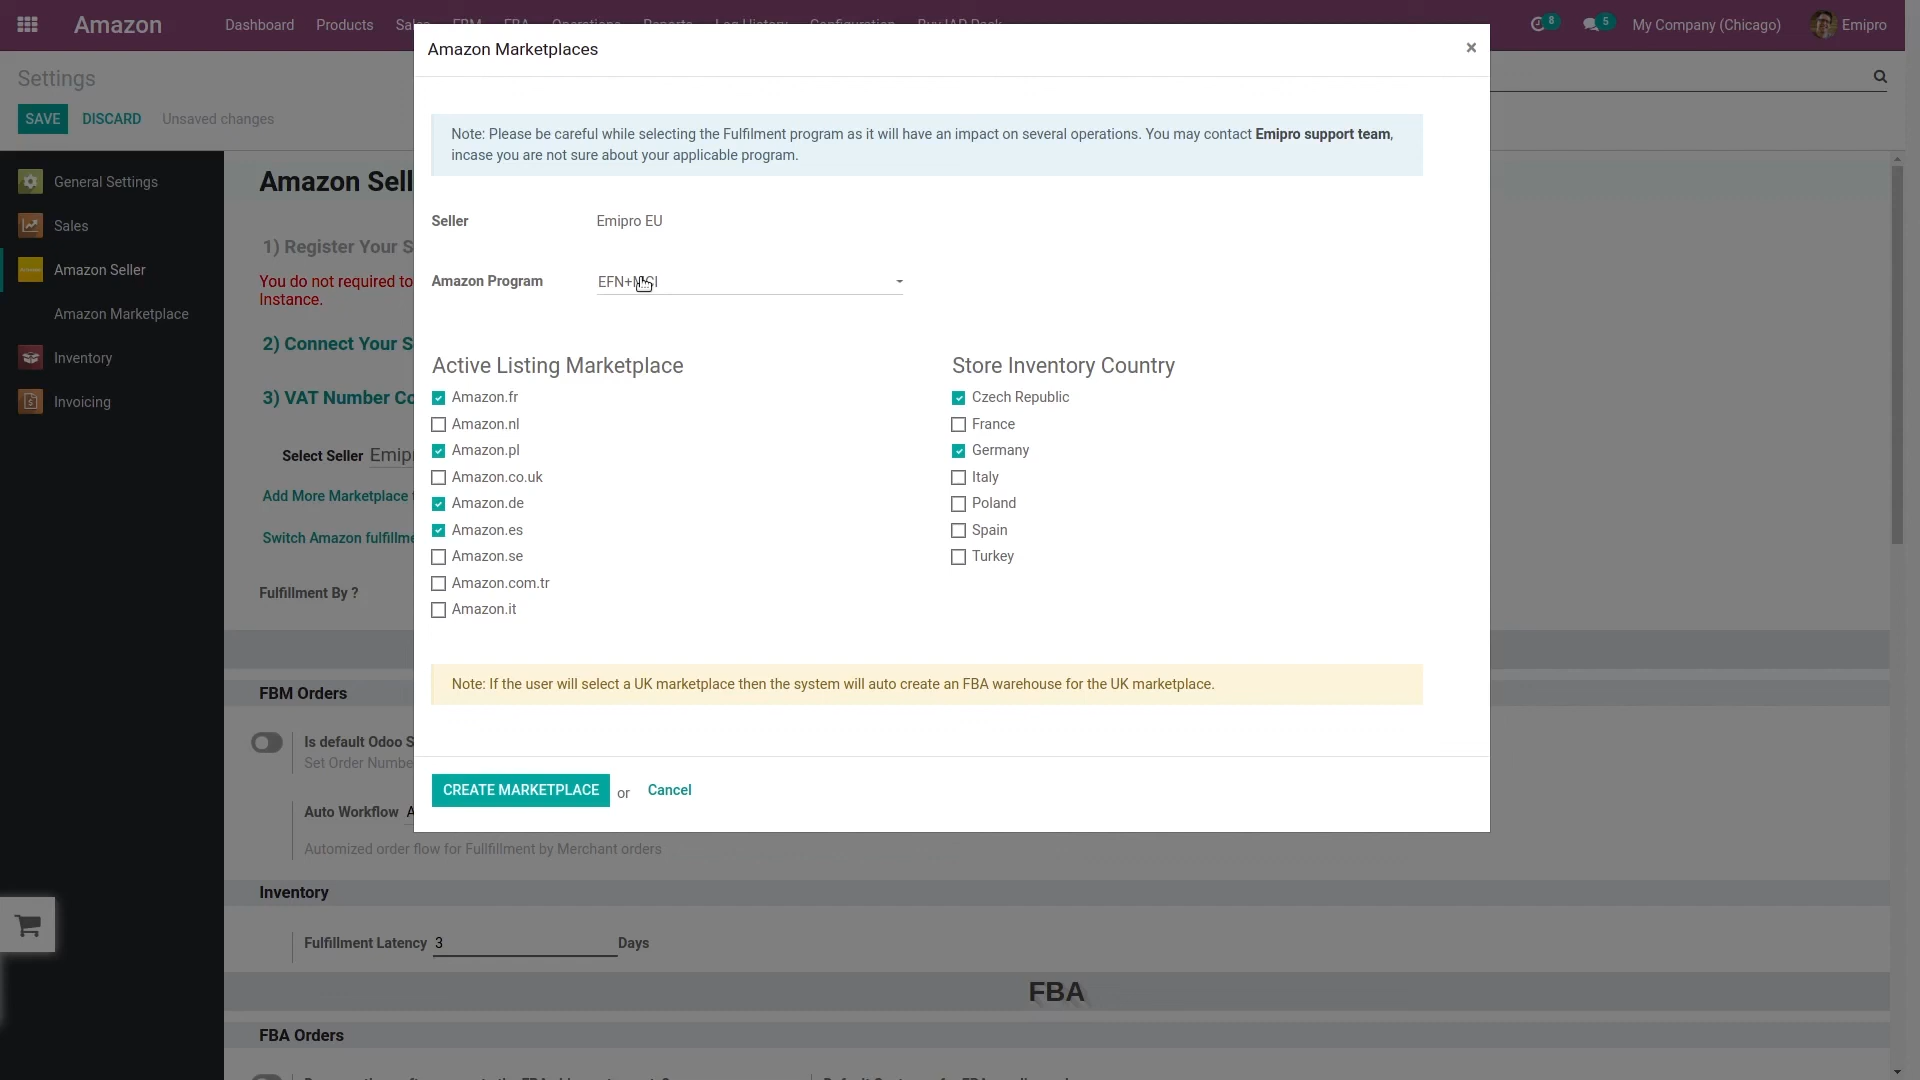 Amazon
Dashboard
Products
Operations
Reports
Log History
Configuration
8
5
My Company (Chicago)
Emipro
Settings
SAVE
DISCARD
Unsaved changes
General Settings
Sales
Amazon Seller
Amazon Marketplace
Inventory
Invoicing
Amazon Sell
1) Register Your S
You do not required to
Instance.
2) Connect Your S
3) VAT Number Co
Select Seller Emip
Add More Marketplace
Switch Amazon fulfillme
Fulfillment By ?
FBM Orders
Is default Odoo S
Set Order Numbe
Auto Workflow A
Automized order flow for Fullfillment by Merchant orders
Inventory
Fulfillment Latency 3 Days
FBA
FBA Orders
Amazon Marketplaces
×
Note: Please be careful while selecting the Fulfilment program as it will have an impact on several operations. You may contact Emipro support team,
incase you are not sure about your applicable program.
Seller Emipro EU
Amazon Program EFN+MCI
Active Listing Marketplace
Amazon.fr
Amazon.nl
Amazon.pl
Amazon.co.uk
Amazon.de
Amazon.es
Amazon.se
Amazon.com.tr
Amazon.it
Store Inventory Country
Czech Republic
France
Germany
Italy
Poland
Spain
Turkey
Note: If the user will select a UK marketplace then the system will auto create an FBA warehouse for the UK marketplace.
CREATE MARKETPLACE or Cancel